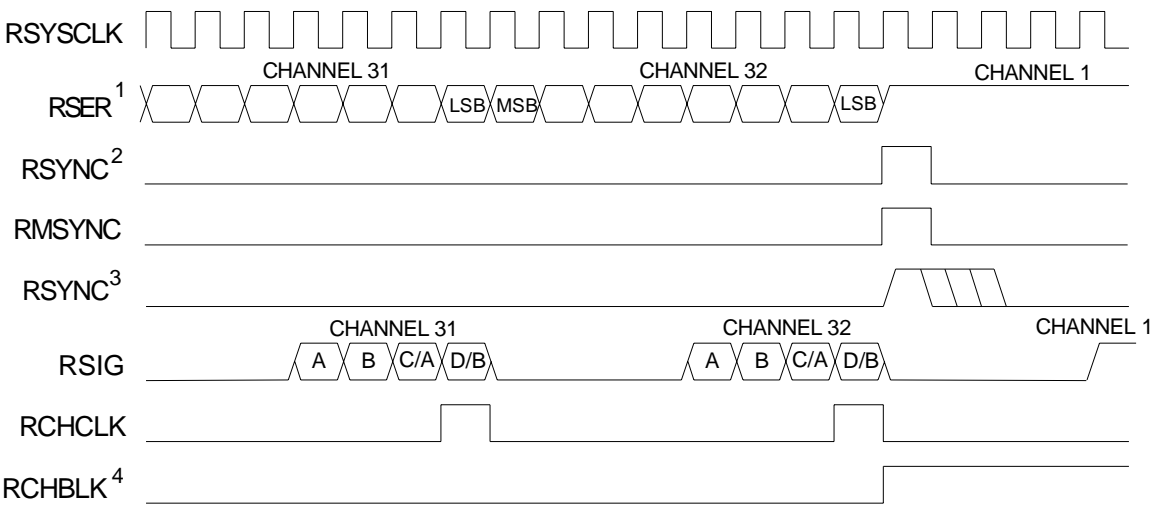 RSYSCLK
CHANNEL 31 CHANNEL 32 CHANNEL 1
RSER1 LSB MSB LSB
RSYNC2
RMSYNC
RSYNC3
CHANNEL 31 CHANNEL 32 CHANNEL 1
RSIG A B C/A D/B A B C/A D/B
RCHCLK
RCHBLK4